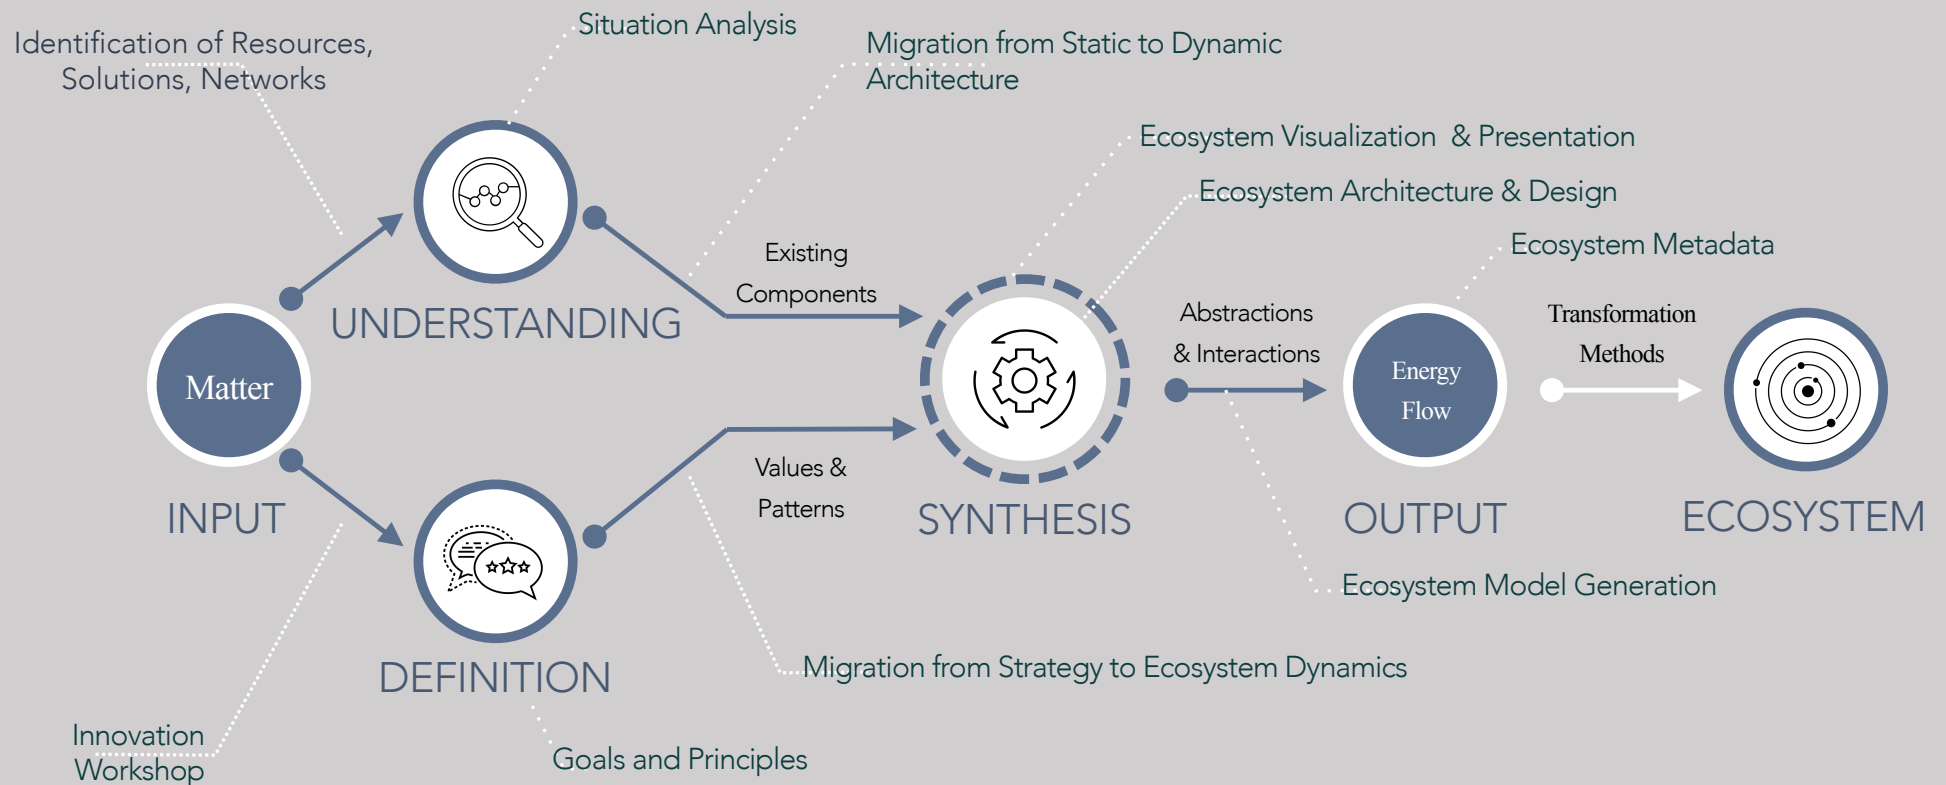 Identification of Resources,
Solutions, Networks
Situation Analysis
Migration from Static to Dynamic
Architecture
Ecosystem Visualization & Presentation
Ecosystem Architecture & Design
Ecosystem Metadata
Existing
Components
UNDERSTANDING
Abstractions
& Interactions
Transformation
Methods
Matter
Energy
Flow
INPUT
Values &
Patterns
SYNTHESIS
OUTPUT
ECOSYSTEM
Ecosystem Model Generation
DEFINITION
Migration from Strategy to Ecosystem Dynamics
Innovation
Workshop
Goals and Principles